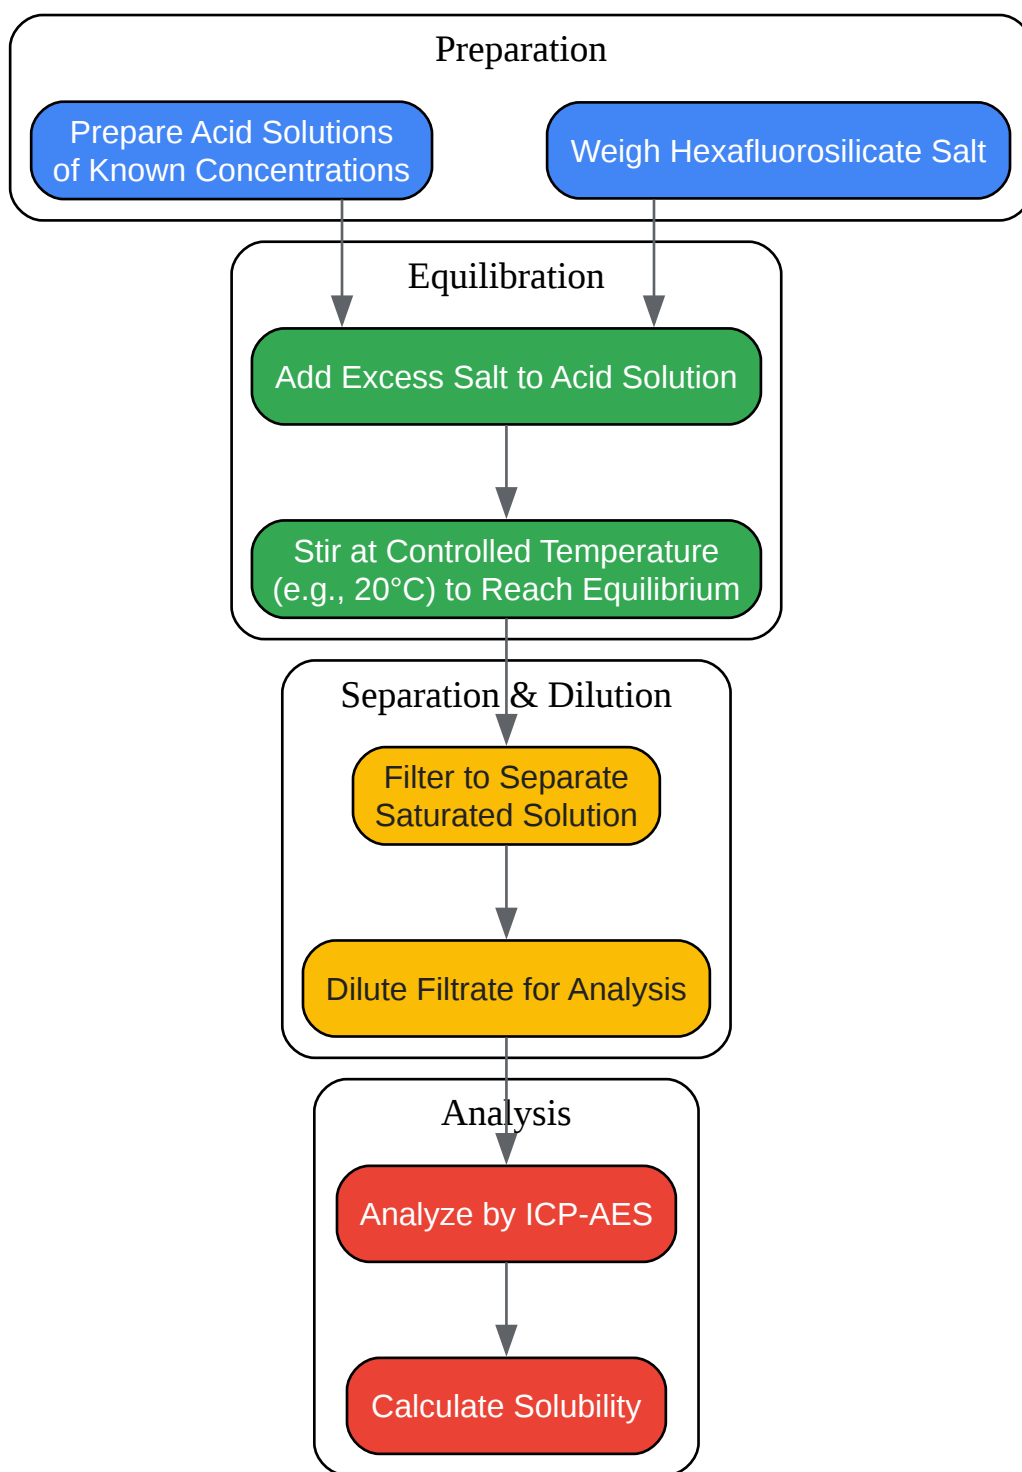 Preparation
Prepare Acid Solutions
of Known Concentrations
Weigh Hexafluorosilicate Salt
Equilibration
Add Excess Salt to Acid Solution
Stir at Controlled Temperature
(e.g., 20°C) to Reach Equilibrium
Separation & Dilution
Filter to Separate
Saturated Solution
Dilute Filtrate for Analysis
Analysis
Analyze by ICP-AES
Calculate Solubility